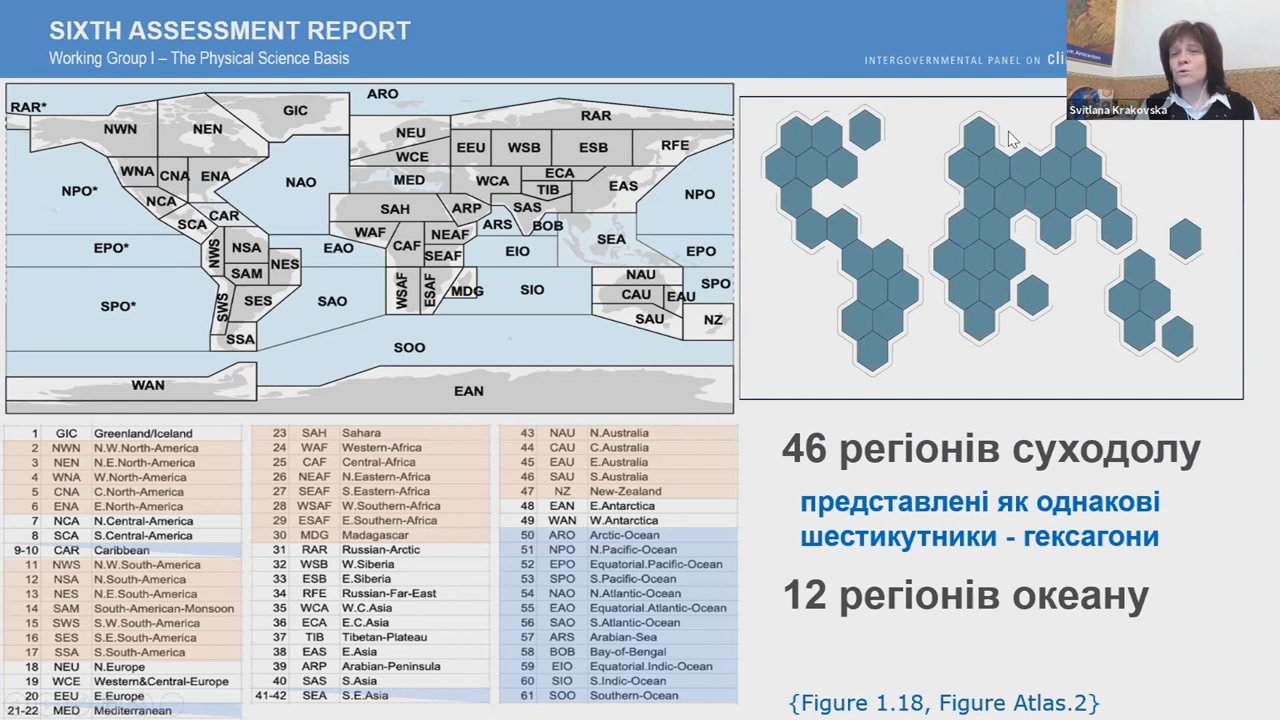 SIXTH ASSESSMENT REPORT
Working Group I – The Physical Science Basis
INTERGOVERNMENTAL PANEL ON
Svitlana Krakovska
ARO
RAR*
GIC
RAR
NWN
NEN
NEU
EEU
WSB
ESB
RFE
WCE
WNA
CNA
ENA
NAO
MED
WCA
ECA
TIB
EAS
NPO*
NPO
NCA
SAH
ARP
SAS
CAR
SCA
WAF
CAF
NEAF
ARS
BOB
SEA
EPO*
NWS
NSA
EAO
SEAF
EIO
EPO
SAM
NES
NAU
SPO
SPO*
SWS
SES
SAO
WSAF
ESAF
MDG
SIO
CAU
EAU
SAU
NZ
SSA
SOO
WAN
EAN
1 GIC Greenland/Iceland
2 NWN N.W.North-America
3 NEN N.E.North-America
4 WNA W.North-America
5 CNA C.North-America
6 ENA E.North-America
7 NCA N.Central-America
8 SCA S.Central-America
9-10 CAR Caribbean
11 NWS N.W.South-America
12 NSA N.South-America
13 NES N.E.South-America
14 SAM South-American-Monsoon
15 SWS S.W.South-America
16 SES S.E.South-America
17 SSA S.South-America
18 NEU N.Europe
19 WCE Western&Central-Europe
20 EEU E.Europe
21-22 MED Mediterranean
23 SAH Sahara
24 WAF Western-Africa
25 CAF Central-Africa
26 NEAF N.Eastern-Africa
27 SEAF S.Eastern-Africa
28 WSAF W.Southern-Africa
29 ESAF E.Southern-Africa
30 MDG Madagascar
31 RAR Russian-Arctic
32 WSB W.Siberia
33 ESB E.Siberia
34 RFE Russian-Far-East
35 WCA W.C.Asia
36 ECA E.C.Asia
37 TIB Tibetan-Plateau
38 EAS E.Asia
39 ARP Arabian-Peninsula
40 SAS S.Asia
41-42 SEA S.E.Asia
43 NAU N.Australia
44 CAU C.Australia
45 EAU E.Australia
46 SAU S.Australia
47 NZ New-Zealand
48 EAN E.Antarctica
49 WAN W.Antarctica
50 ARO Arctic-Ocean
51 NPO N.Pacific-Ocean
52 EPO Equatorial.Pacific-Ocean
53 SPO S.Pacific-Ocean
54 NAO N.Atlantic-Ocean
55 EAO Equatorial.Atlantic-Ocean
56 SAO S.Atlantic-Ocean
57 ARS Arabian-Sea
58 BOB Bay-of-Bengal
59 EIO Equatorial.Indic-Ocean
60 SIO S.Indic-Ocean
61 SOO Southern-Ocean
46 регіонів суходолу
представлені як однакові
шестикутники - гексагони
12 регіонів океану
{Figure 1.18, Figure Atlas.2}